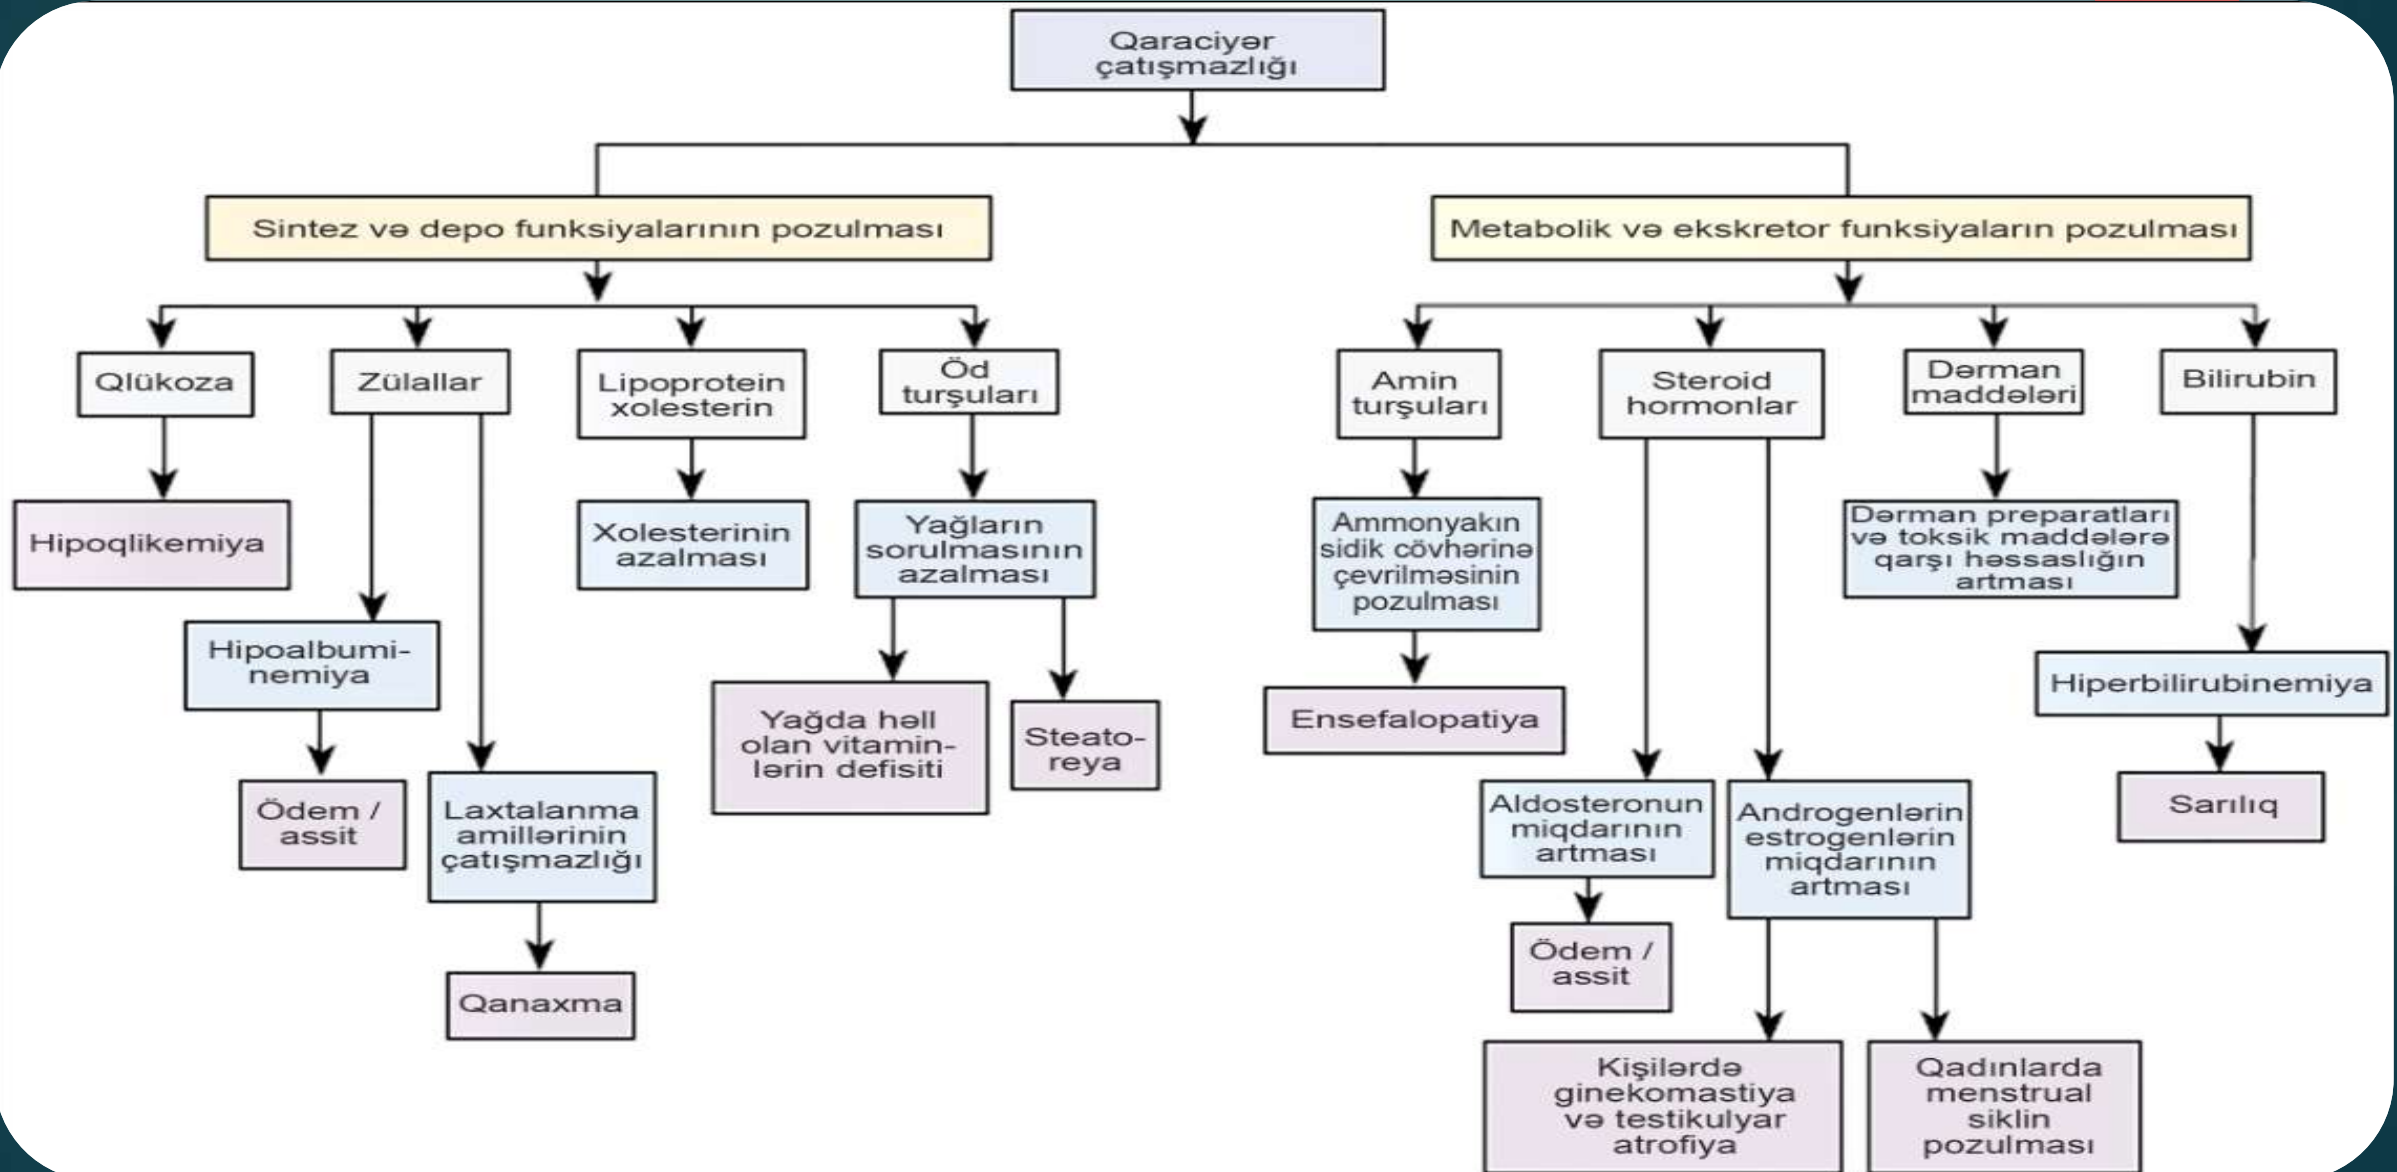 Qaraciyər
çatışmazlığı
Sintez və depo funksiyalarının pozulması
Metabolik və ekskretor funksiyaların pozulması
Qlükoza
Zülallar
Lipoprotein
xolesterin
Öd
turşuları
Amin
turşuları
Steroid
hormonlar
Dərman
maddələri
Bilirubin
Hipoqlikemiya
Xolesterinin
azalması
Yağların
sorulmasının
azalması
Ammonyakın
sidik cövhərinə
çevrilməsinin
pozulması
Dərman preparatları
və toksik maddələrə
qarşı həssaslığın
artması
Hipoalbumi-
nemiya
Yağda həll
olan vitamin-
lərin defisiti
Steato-
reya
Ensefalopatiya
Hiperbilirubinemiya
Ödem /
assit
Laxtalanma
amillərinin
çatışmazlığı
Aldosteronun
miqdarının
artması
Androgenlərin
estrogenlərin
miqdarının
artması
Sarılıq
Qanaxma
Ödem /
assit
Kişilərdə
ginekomastiya
və testikulyar
atrofiya
Qadınlarda
menstrual
siklin
pozulması